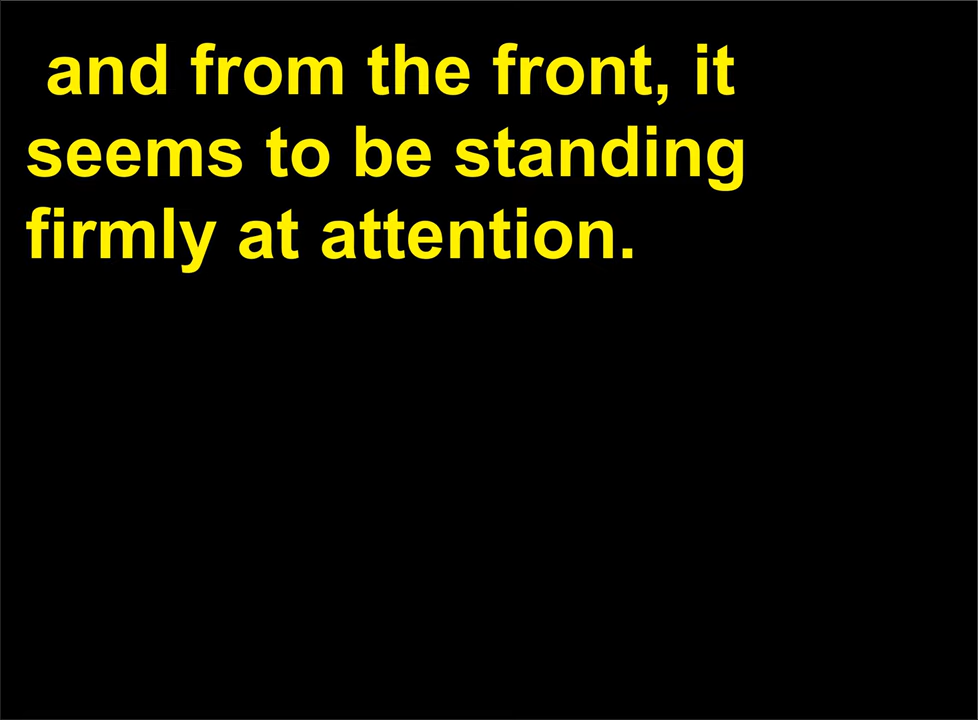 and from the front, it
seems to be standing
firmly at attention.